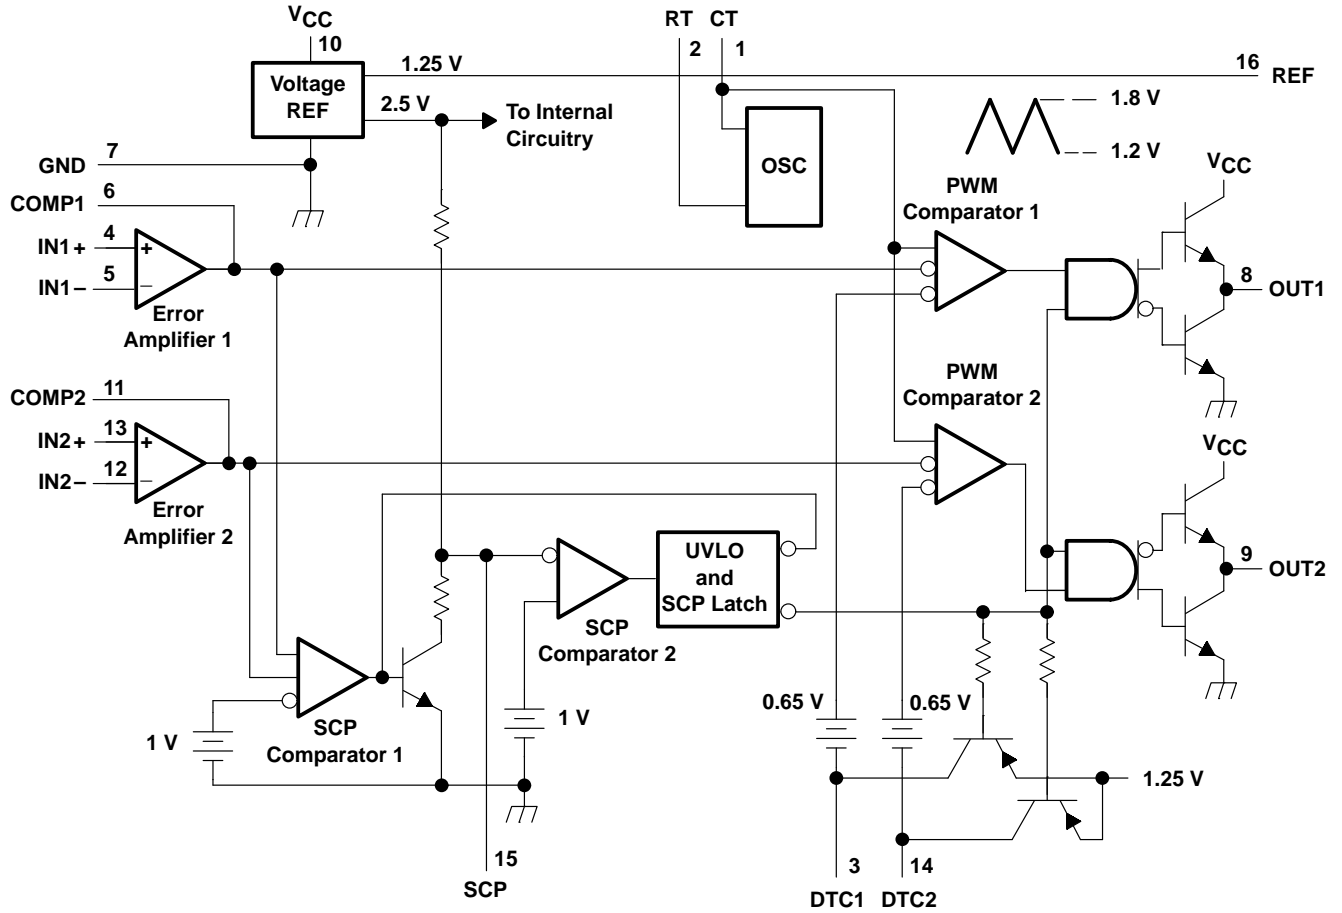 VCC
10
RT
CT
2
1
Voltage
REF
1.25 V
2.5 V
To Internal
Circuitry
16
REF
1.8 V
1.2 V
OSC
7
GND
6
COMP1
4
IN1+
5
IN1−
+
−
Error
Amplifier 1
PWM
Comparator 1
VCC
8
OUT1
11
COMP2
13
IN2+
12
IN2−
+
−
Error
Amplifier 2
PWM
Comparator 2
VCC
9
OUT2
UVLO
and
SCP Latch
SCP
Comparator 2
1 V
SCP
Comparator 1
1 V
0.65 V
0.65 V
1.25 V
15
SCP
3
14
DTC1
DTC2